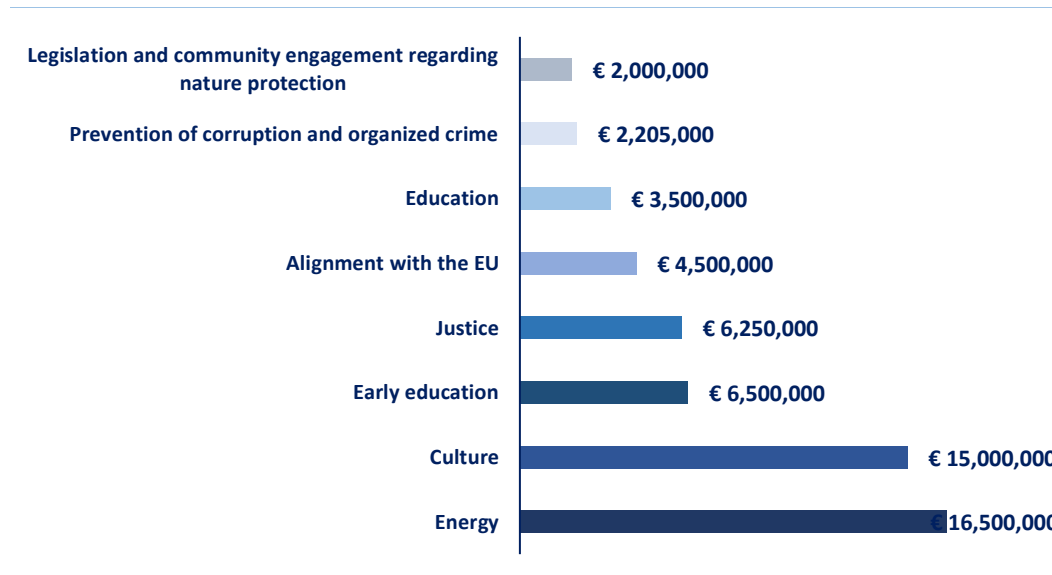 Legislation and community engagement regarding
nature protection
€ 2,000,000
Prevention of corruption and organized crime
€ 2,205,000
Education
€ 3,500,000
Alignment with the EU
€ 4,500,000
Justice
€ 6,250,000
Early education
€ 6,500,000
Culture
€ 15,000,000
Energy
€ 16,500,000